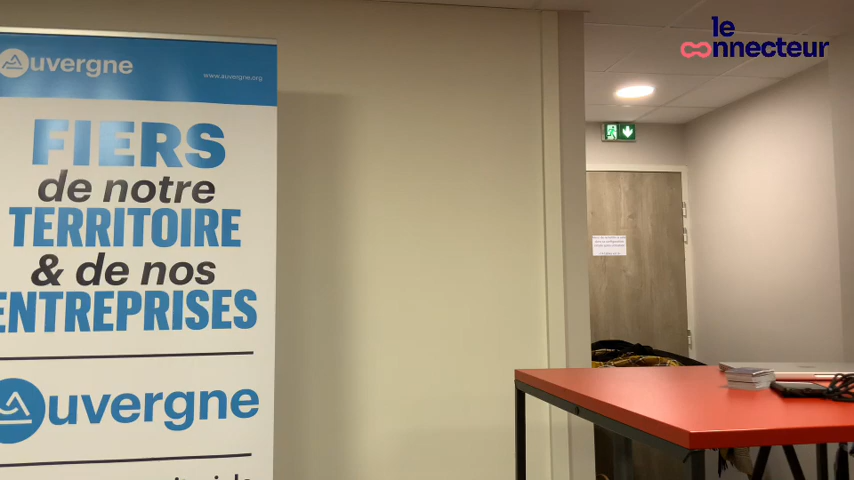 Auvergne
www.auvergne.org
FIERS
de notre
TERRITOIRE
& de nos
ENTREPRISES
Auvergne
le
connecteur